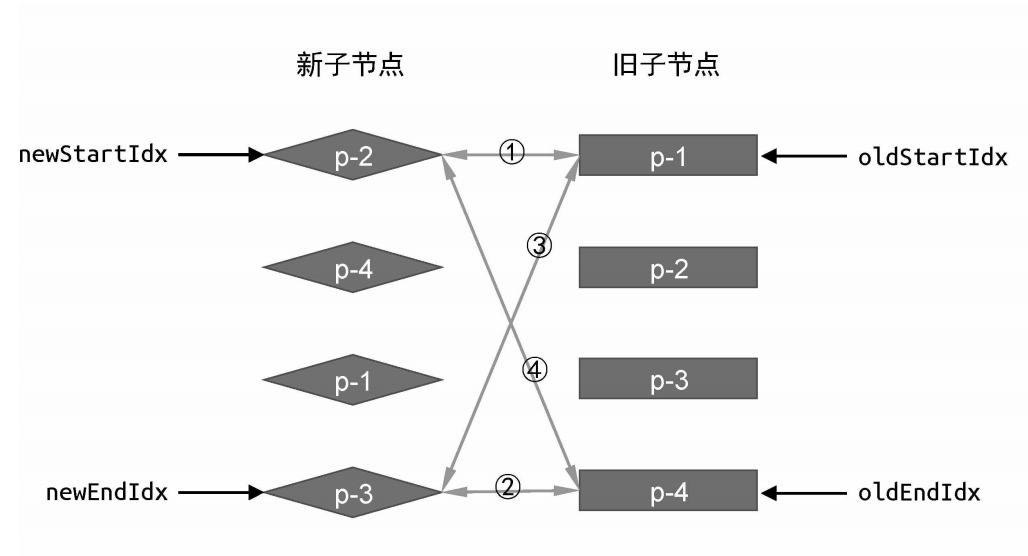 新子节点 旧子节点
newStartIdx p-2 ① p-1 oldStartIdx
③
p-4 p-2
④
p-1 p-3
newEndIdx p-3 ② p-4 oldEndIdx